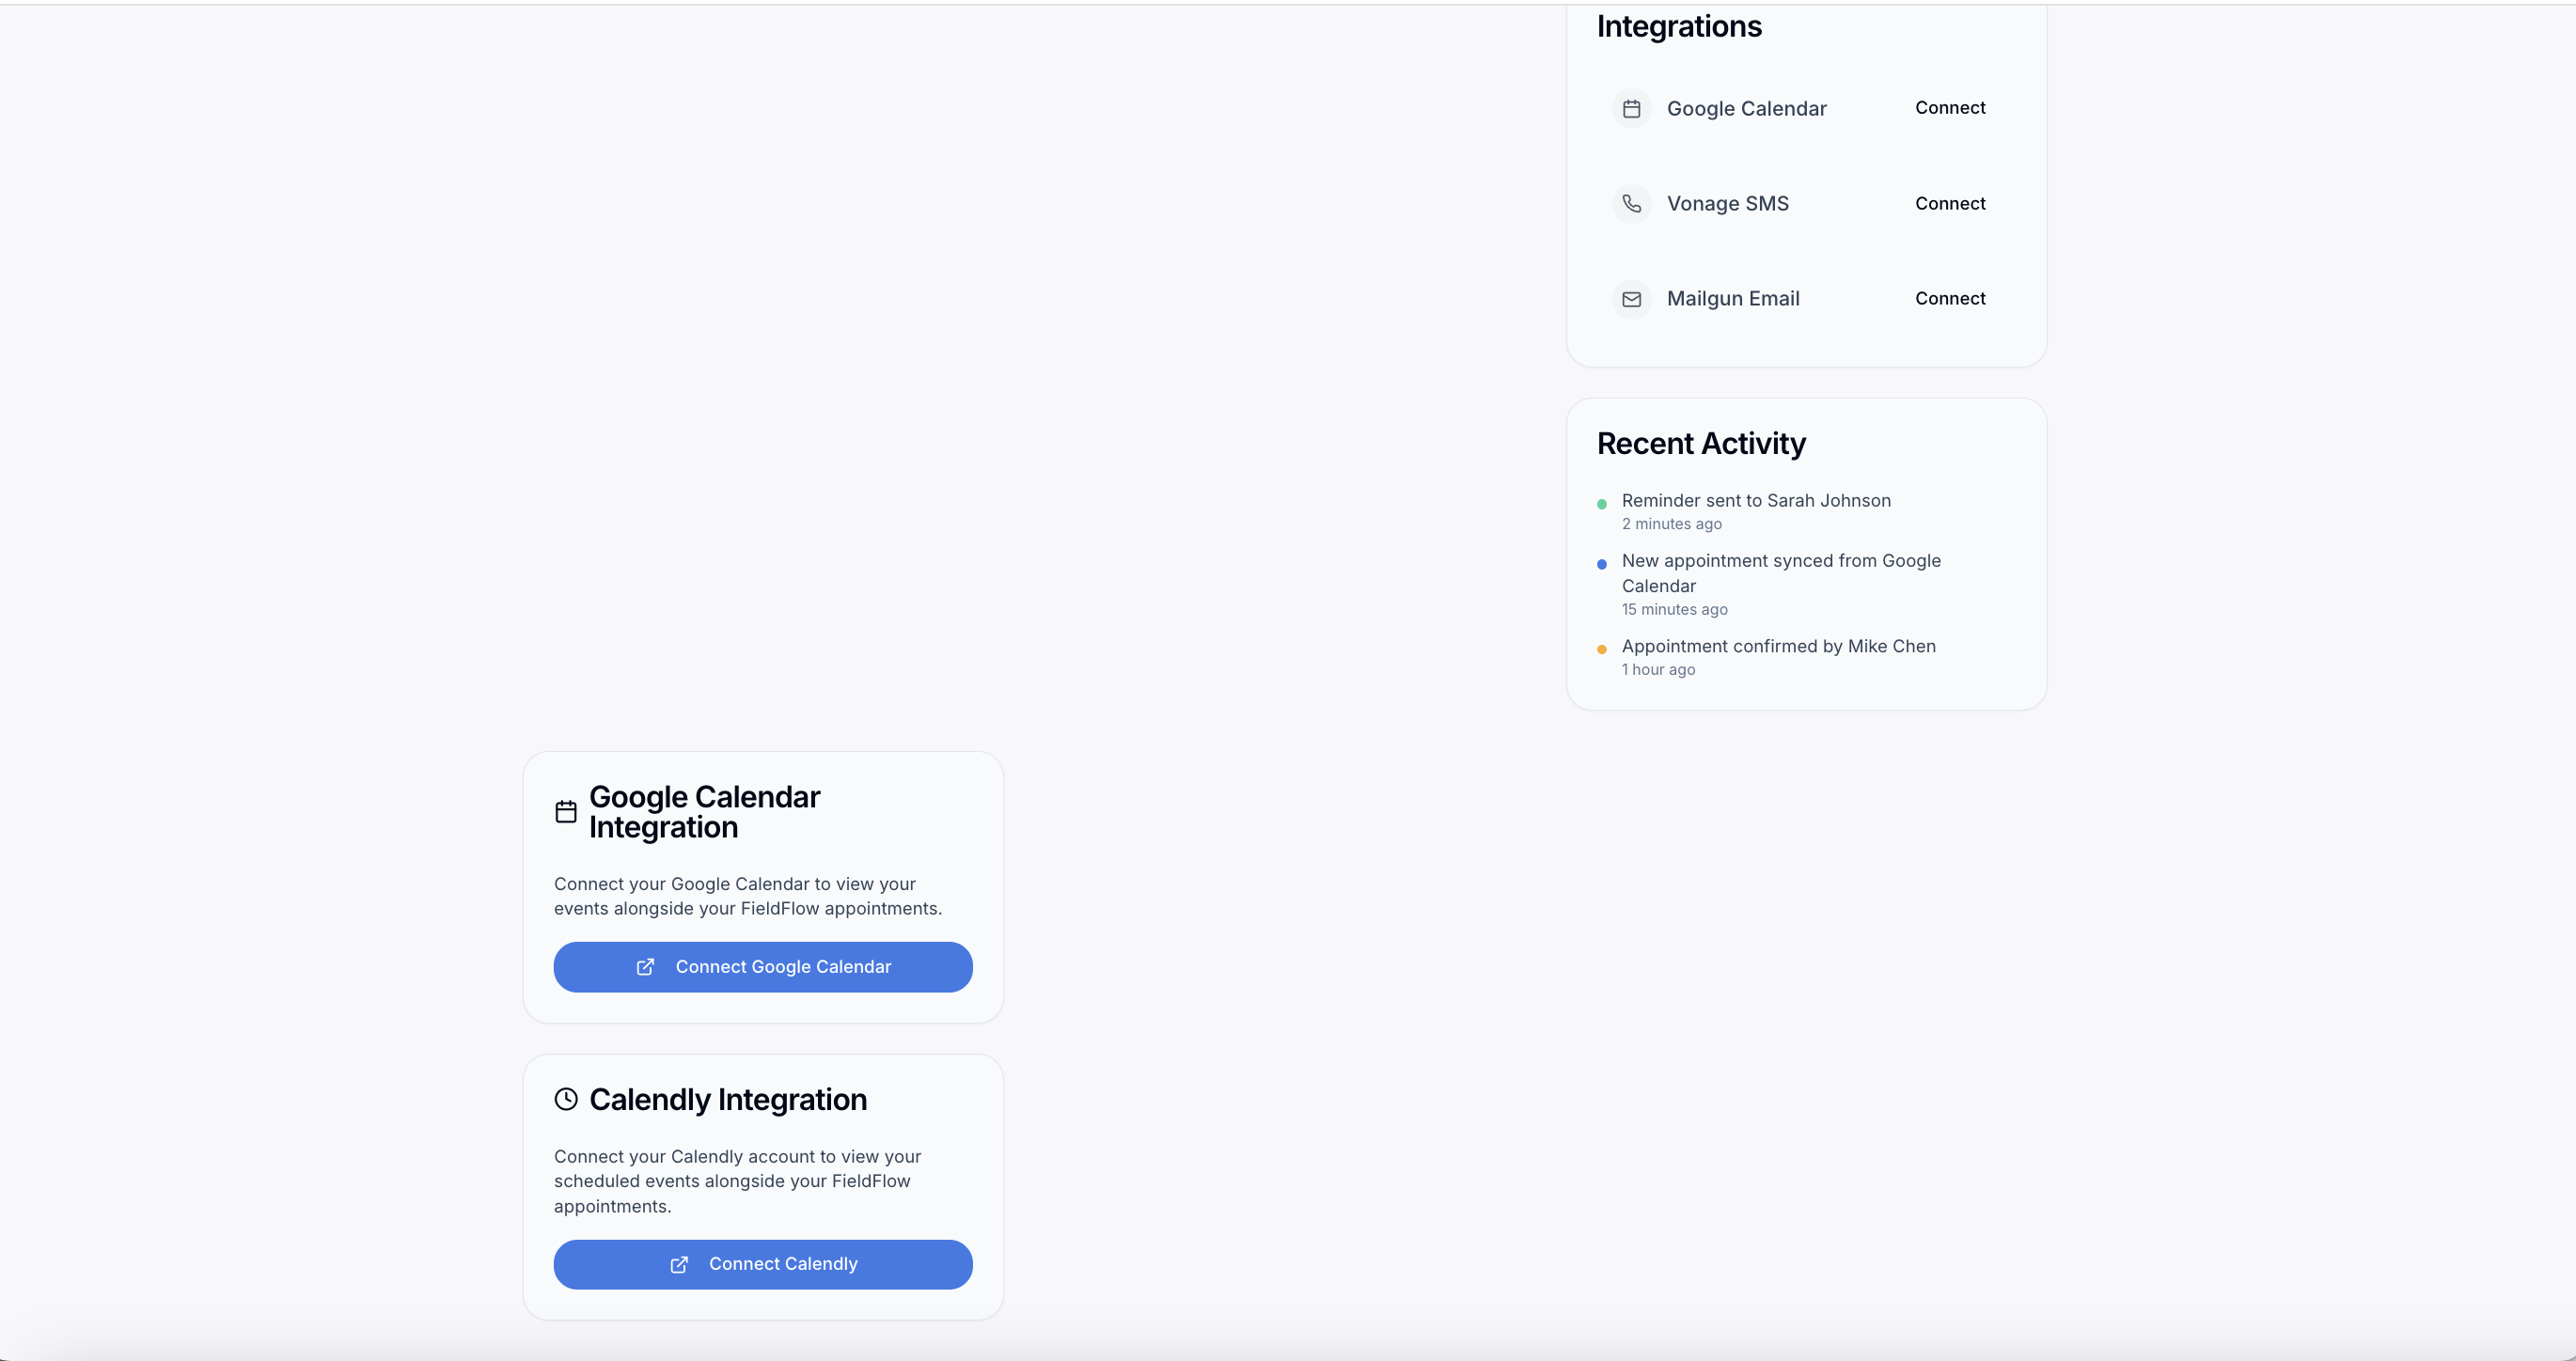 Integrations
Google Calendar
Connect
Vonage SMS
Connect
Mailgun Email
Connect
Recent Activity
Reminder sent to Sarah Johnson
2 minutes ago
New appointment synced from Google
Calendar
15 minutes ago
Appointment confirmed by Mike Chen
1 hour ago
Google Calendar
Integration
Connect your Google Calendar to view your
events alongside your FieldFlow appointments.
Connect Google Calendar
Calendly Integration
Connect your Calendly account to view your
scheduled events alongside your FieldFlow
appointments.
Connect Calendly